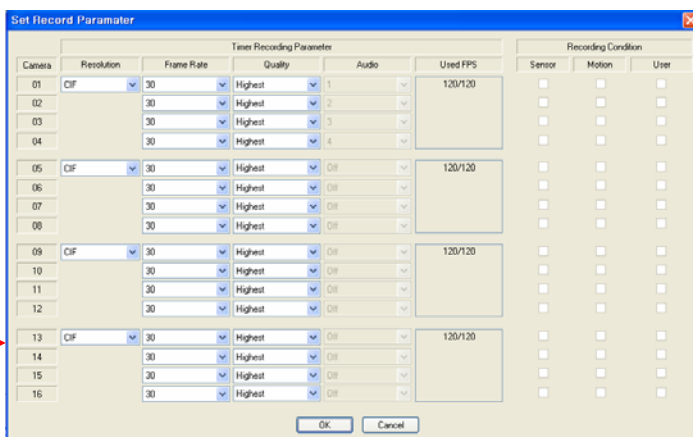 Set Record Paramater
Timer Recording Parameter Recording Condition
Camera Resolution Frame Rate Quality Audio Used FPS Sensor Motion User
01 CIF 30 Highest 1 120/120
02 30 Highest 2
03 30 Highest 3
04 30 Highest 4
05 CIF 30 Highest Off 120/120
06 30 Highest Off
07 30 Highest Off
08 30 Highest Off
09 CIF 30 Highest Off 120/120
10 30 Highest Off
11 30 Highest Off
12 30 Highest Off
13 CIF 30 Highest Off 120/120
14 30 Highest Off
15 30 Highest Off
16 30 Highest Off
OK Cancel